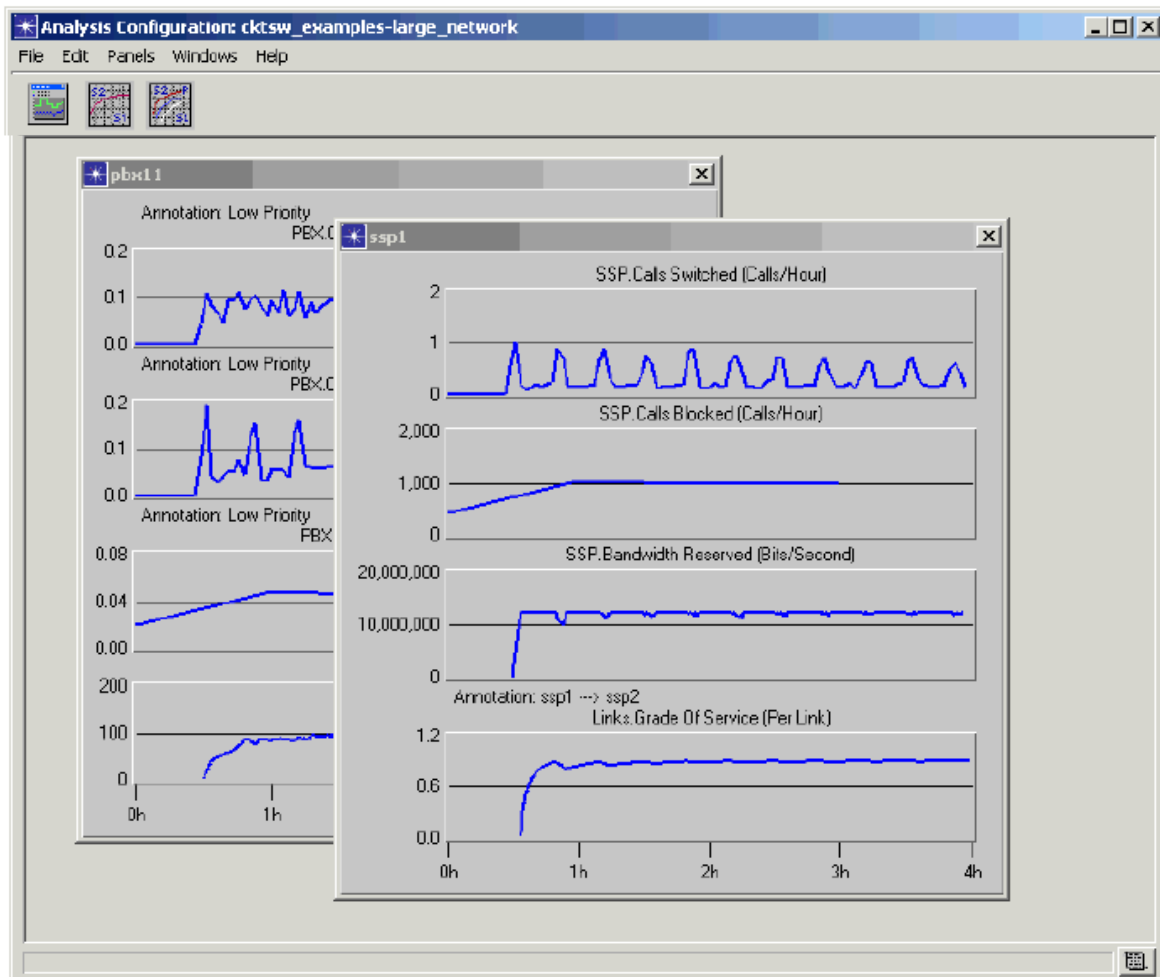 Analysis Configuration: cktsw_examples-large_network
File Edit Panels Windows Help
pbx11
Annotation: Low Priority
0.2
0.1
0.0
Annotation: Low Priority
0.2
0.1
0.0
Annotation: Low Priority
PBX
0.08
0.04
0.00
200
100
0
0h 1h
ssp1
SSP.Calls Switched (Calls/Hour)
2
1
0
SSP.Calls Blocked (Calls/Hour)
2,000
1,000
0
SSP.Bandwidth Reserved (Bits/Second)
20,000,000
10,000,000
0
Annotation: ssp1 ---> ssp2
Links.Grade Of Service (Per Link)
1.2
0.6
0.0
0h 1h 2h 3h 4h